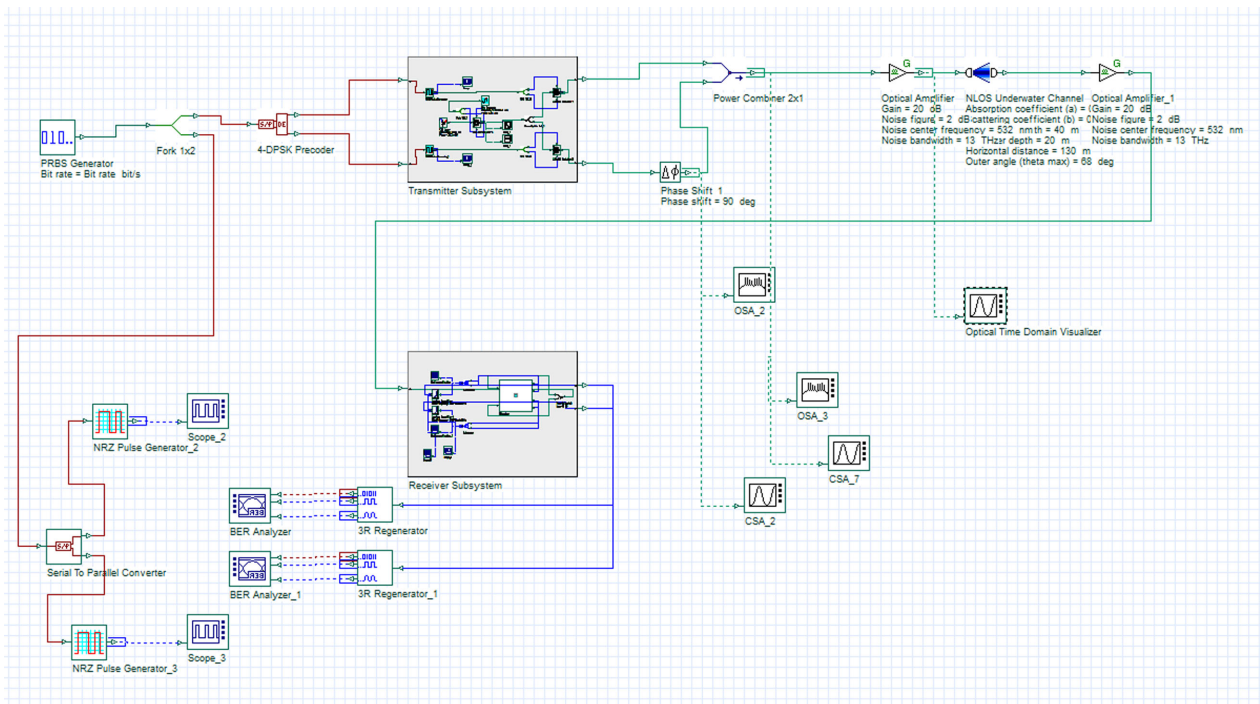 010..
PRBS Generator
Bit rate = Bit rate bit/s
Fork 1x2
S/P DE
4-DPSK Precoder
Transmitter Subsystem
Δϕ
Phase Shift 1
Phase shift = 90 deg
Power Combiner 2x1
G
Optical Amplifier
Gain = 20 dB
Noise figure = 2 dB
Noise center frequency = 532 nm
Noise bandwidth = 13 THz
NLOS Underwater Channel
Absorption coefficient (a) =
cattering coefficient (b) =
th = 40 m
r depth = 20 m
Horizontal distance = 130 m
Outer angle (theta max) = 68 deg
G
Optical Amplifier_1
Gain = 20 dB
Noise figure = 2 dB
Noise center frequency = 532 nm
Noise bandwidth = 13 THz
OSA_2
Optical Time Domain Visualizer
OSA_3
CSA_7
CSA_2
Receiver Subsystem
NRZ Pulse Generator_2
Scope_2
BER Analyzer
3R Regenerator
BER Analyzer_1
3R Regenerator_1
S/P
Serial To Parallel Converter
NRZ Pulse Generator_3
Scope_3